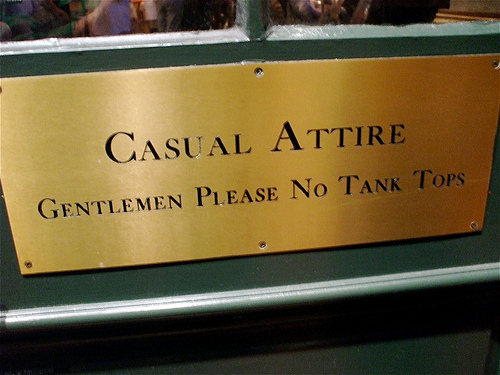 Casual Attire
Gentlemen Please No Tank Tops